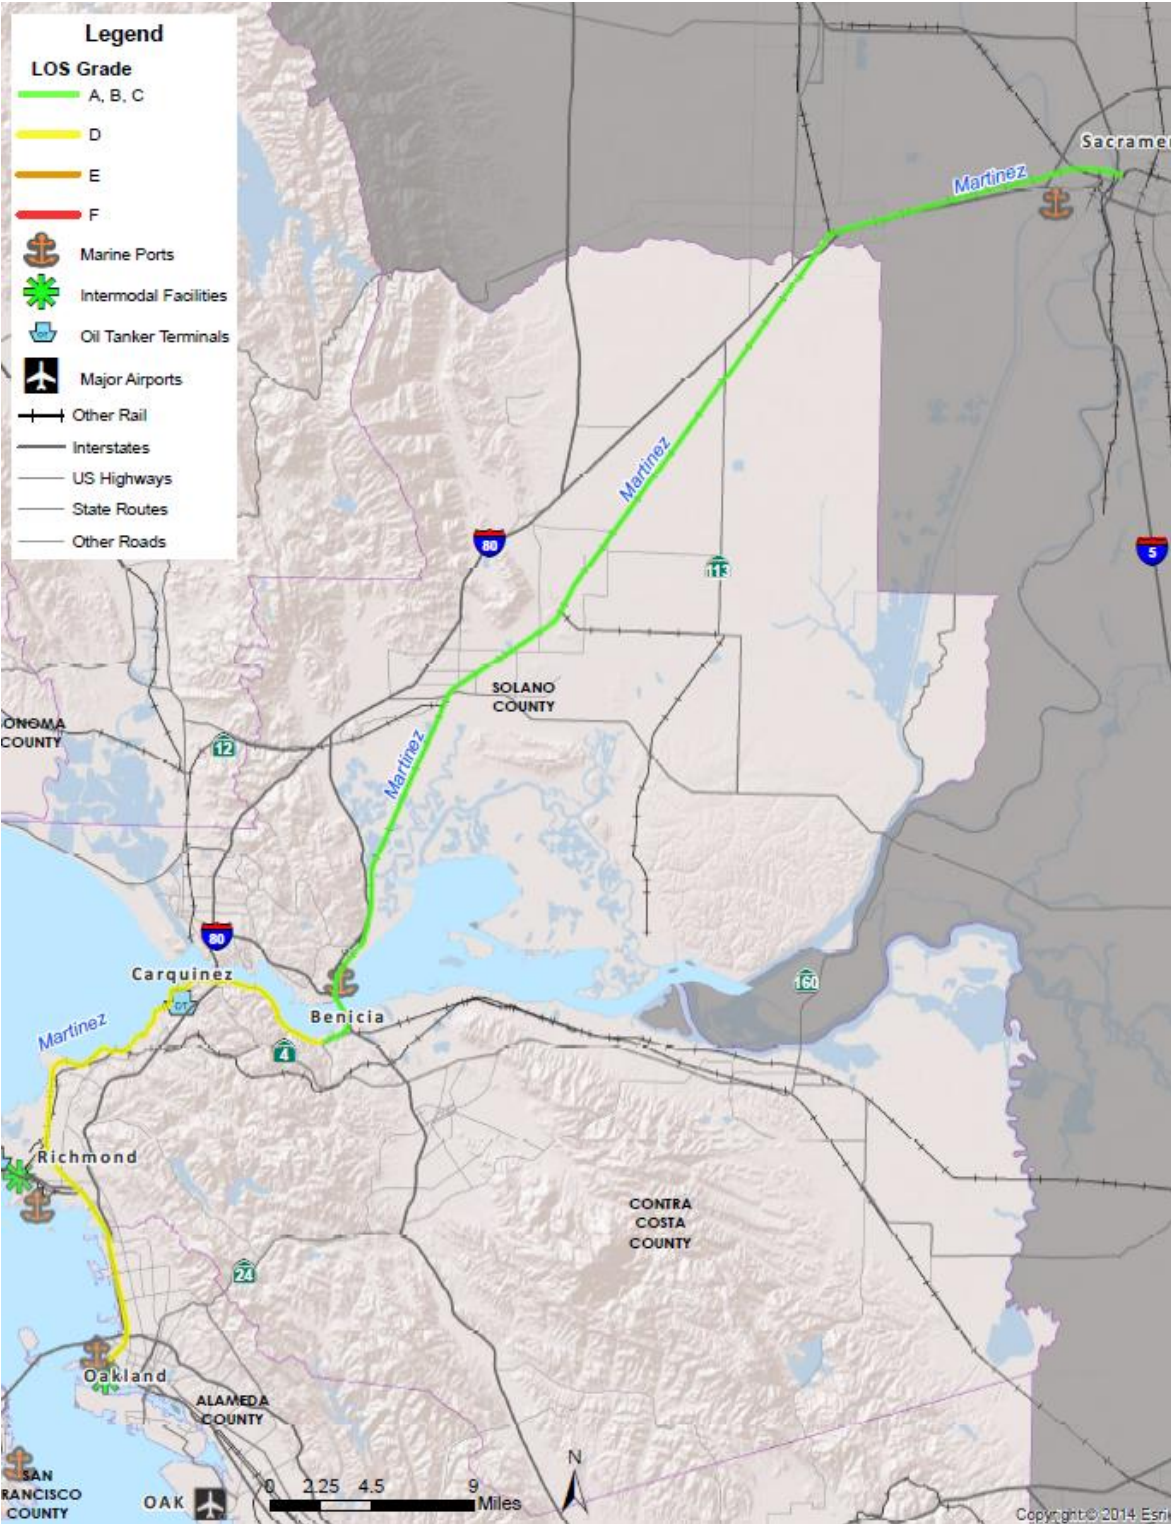 Legend
LOS Grade
A, B, C
D
E
F
Marine Ports
Intermodal Facilities
OT
Oil Tanker Terminals
Major Airports
Other Rail
Interstates
US Highways
State Routes
Other Roads
Sacrame
Martinez
Martinez
80
5
113
SOLANO
COUNTY
ONOMA
COUNTY
12
Martinez
80
Carquinez
160
OT
Benicia
Martinez
4
Richmond
CONTRA
COSTA
COUNTY
24
Oakland
ALAMEDA
COUNTY
SAN
RANCISCO
COUNTY
OAK
N
0 2.25 4.5 9
Miles
Copyright:© 2014 Esri